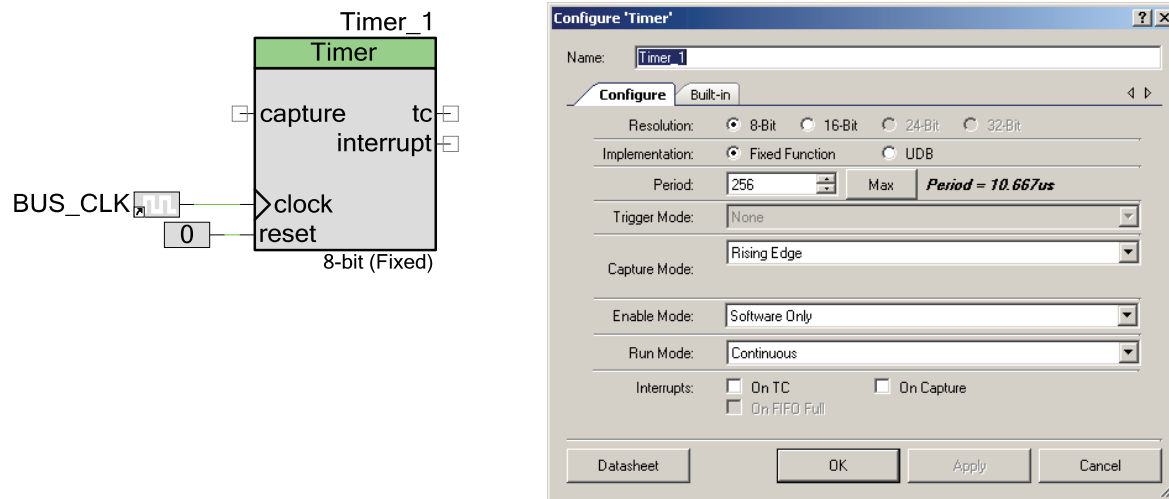 Timer_1
Timer
capture
tc
interrupt
BUS_CLK
clock
0
reset
8-bit (Fixed)
Configure 'Timer'
Name: Timer_1
Configure Built-in
Resolution: 8-Bit 16-Bit 24-Bit 32-Bit
Implementation: Fixed Function UDB
Period: 256 Max Period = 10.667us
Trigger Mode: None
Capture Mode: Rising Edge
Enable Mode: Software Only
Run Mode: Continuous
Interrupts: On TC On Capture
On FIFO Full
Datasheet OK Apply Cancel